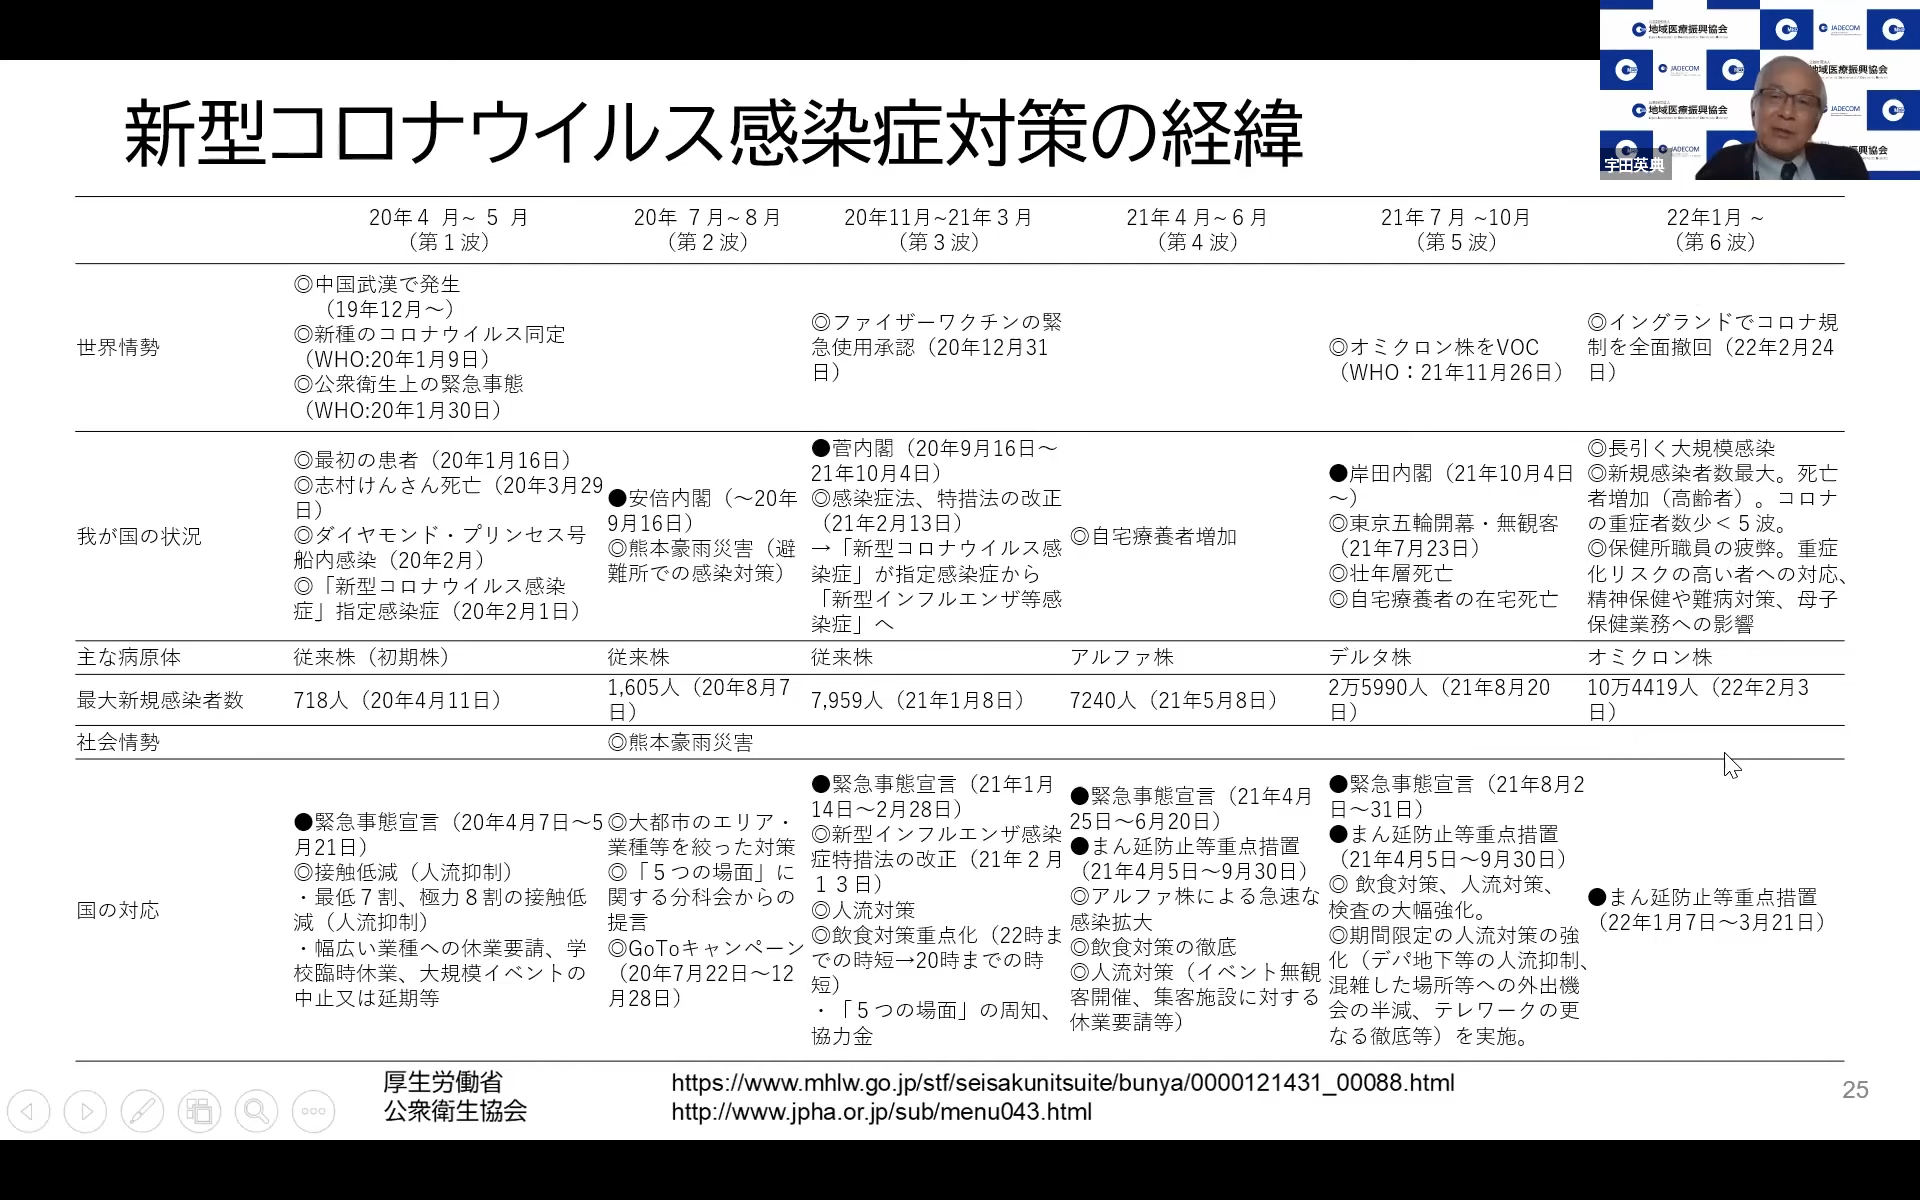 新型コロナウイルス感染症対策の経緯
地域医療振興協会
JADECOM
JADECOM
地域医療振興協会
地域医療振興協会
JADECOM
宇田英典
20年４ 月~ ５ 月
（第１波）
20年 ７月~８月
（第２波）
20年11月~21年３月
（第３波）
21年４月~６月
（第４波）
21年７月 ~10月
（第５波）
22年1月 ~
（第６波）
世界情勢
◎中国武漢で発生
（19年12月～）
◎新種のコロナウイルス同定
（WHO:20年1月9日）
◎公衆衛生上の緊急事態
（WHO:20年1月30日）
◎ファイザーワクチンの緊
急使用承認（20年12月31
日）
◎オミクロン株をVOC
（WHO：21年11月26日）
◎イングランドでコロナ規
制を全面撤回（22年2月24
日）
我が国の状況
◎最初の患者（20年1月16日）
◎志村けんさん死亡（20年3月29
日）
◎ダイヤモンド・プリンセス号
船内感染（20年2月）
◎「新型コロナウイルス感染
症」指定感染症（20年2月1日）
●安倍内閣（～20年
9月16日）
◎熊本豪雨災害（避
難所での感染対策）
●菅内閣（20年9月16日～
21年10月4日）
◎感染症法、特措法の改正
（21年2月13日）
→「新型コロナウイルス感
染症」が指定感染症から
「新型インフルエンザ等感
染症」へ
◎自宅療養者増加
●岸田内閣（21年10月4日
～）
◎東京五輪開幕・無観客
（21年7月23日）
◎壮年層死亡
◎自宅療養者の在宅死亡
◎長引く大規模感染
◎新規感染者数最大。死亡
者増加（高齢者）。コロナ
の重症者数少＜５波。
◎保健所職員の疲弊。重症
化リスクの高い者への対応、
精神保健や難病対策、母子
保健業務への影響
主な病原体
従来株（初期株）
従来株
従来株
アルファ株
デルタ株
オミクロン株
最大新規感染者数
718人（20年4月11日）
1,605人（20年8月7
日）
7,959人（21年1月8日）
7240人（21年5月8日）
2万5990人（21年8月20
日）
10万4419人（22年2月3
日）
社会情勢
◎熊本豪雨災害
国の対応
●緊急事態宣言（20年4月7日～5
月21日）
◎接触低減（人流抑制）
・最低７割、極力８割の接触低
減（人流抑制）
・幅広い業種への休業要請、学
校臨時休業、大規模イベントの
中止又は延期等
◎大都市のエリア・
業種等を絞った対策
◎「５つの場面」に
関する分科会からの
提言
◎GoToキャンペーン
（20年7月22日～12
月28日）
●緊急事態宣言（21年1月
14日～2月28日）
◎新型インフルエンザ感染
症特措法の改正（21年２月
１３日）
◎人流対策
◎飲食対策重点化（22時ま
での時短→20時までの時
短）
・「５つの場面」の周知、
協力金
●緊急事態宣言（21年4月
25日～6月20日）
●まん延防止等重点措置
（21年4月5日～9月30日）
◎アルファ株による急速な
感染拡大
◎飲食対策の徹底
◎人流対策（イベント無観
客開催、集客施設に対する
休業要請等）
●緊急事態宣言（21年8月2
日～31日）
●まん延防止等重点措置
（21年4月5日～9月30日）
◎ 飲食対策、人流対策、
検査の大幅強化。
◎期間限定の人流対策の強
化（デパ地下等の人流抑制、
混雑した場所等への外出機
会の半減、テレワークの更
なる徹底等）を実施。
●まん延防止等重点措置
（22年1月7日～3月21日）
厚生労働省 https://www.mhlw.go.jp/stf/seisakunitsuite/bunya/0000121431_00088.html
公衆衛生協会 http://www.jpha.or.jp/sub/menu043.html
25